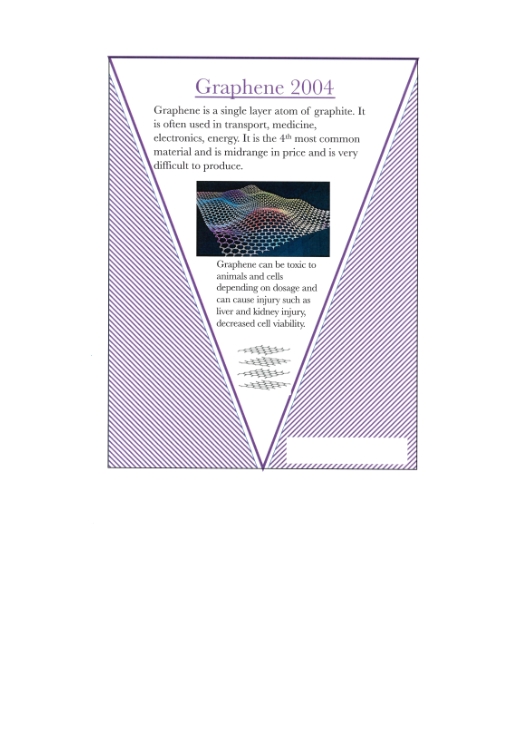 Graphene 2004
Graphene is a single layer atom of graphite. It
is often used in transport, medicine,
electronics, energy. It is the 4th most common
material and is midrange in price and is very
difficult to produce.
Graphene can be toxic to
animals and cells
depending on dosage and
can cause injury such as
liver and kidney injury,
decreased cell viability.